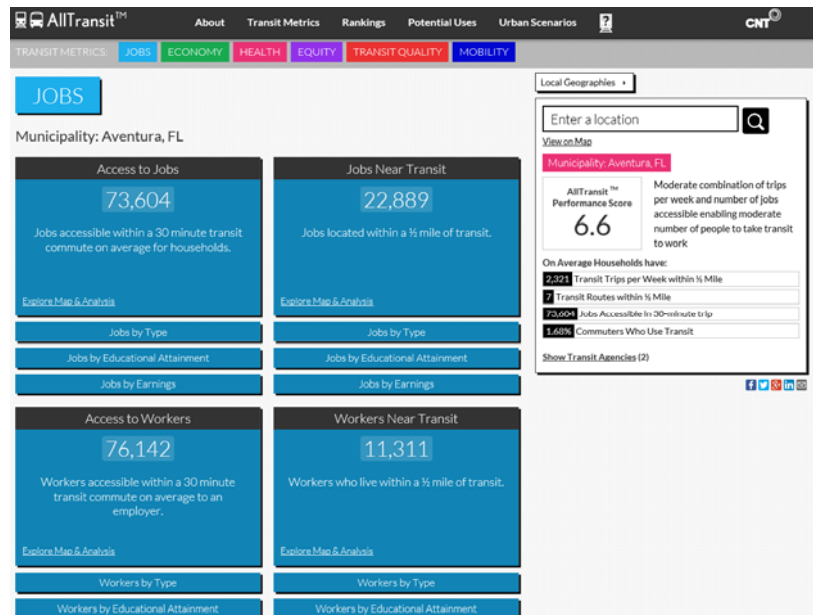 AllTransit™ About Transit Metrics Rankings Potential Uses Urban Scenarios ? CNT
TRANSIT METRICS: JOBS ECONOMY HEALTH EQUITY TRANSIT QUALITY MOBILITY
JOBS
Municipality: Aventura, FL
Access to Jobs
73,604
Jobs accessible within a 30 minute transit
commute on average for households.
Explore Map & Analysis
Jobs by Type
Jobs by Educational Attainment
Jobs by Earnings
Jobs Near Transit
22,889
Jobs located within a ½ mile of transit.
Explore Map & Analysis
Jobs by Type
Jobs by Educational Attainment
Jobs by Earnings
Access to Workers
76,142
Workers accessible within a 30 minute
transit commute on average to an
employer.
Explore Map & Analysis
Workers by Type
Workers by Educational Attainment
Workers Near Transit
11,311
Workers who live within a ½ mile of transit.
Explore Map & Analysis
Workers by Type
Workers by Educational Attainment
Local Geographies
Enter a location
View on Map
Municipality: Aventura, FL
AllTransit ™
Performance Score
6.6
Moderate combination of trips
per week and number of jobs
accessible enabling moderate
number of people to take transit
to work
On Average Households have:
2,321 Transit Trips per Week within ½ Mile
7 Transit Routes within ½ Mile
73,604 Jobs Accessible in 30-minute trip
1.68% Commuters Who Use Transit
Show Transit Agencies (2)